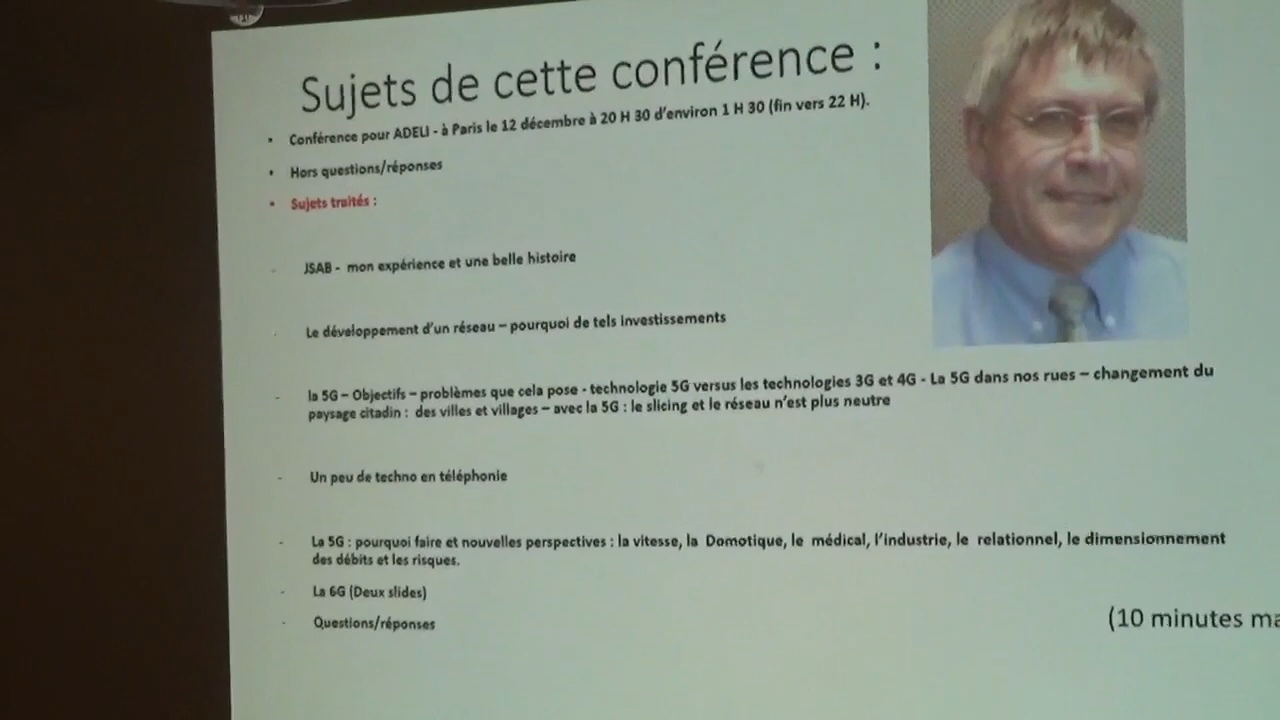 Sujets de cette conférence :
• Conférence pour ADELI - à Paris le 12 décembre à 20 H 30 d'environ 1 H 30 (fin vers 22 H).
• Hors questions/réponses
• Sujets traités :
- JSAB - mon expérience et une belle histoire
- Le développement d'un réseau – pourquoi de tels investissements
- la 5G – Objectifs – problèmes que cela pose - technologie 5G versus les technologies 3G et 4G - La 5G dans nos rues – changement du
paysage citadin : des villes et villages – avec la 5G : le slicing et le réseau n'est plus neutre
- Un peu de techno en téléphonie
- La 5G : pourquoi faire et nouvelles perspectives : la vitesse, la Domotique, le médical, l'industrie, le relationnel, le dimensionnement
des débits et les risques.
- La 6G (Deux slides)
- Questions/réponses
(10 minutes